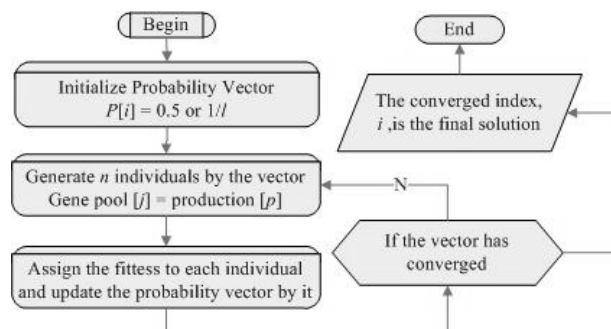 Begin
Initialize Probability Vector
P[i] = 0.5 or 1/l
Generate n individuals by the vector
Gene pool [j] = production [p]
Assign the fittess to each individual
and update the probability vector by it
End
The converged index,
i ,is the final solution
N
If the vector has
converged